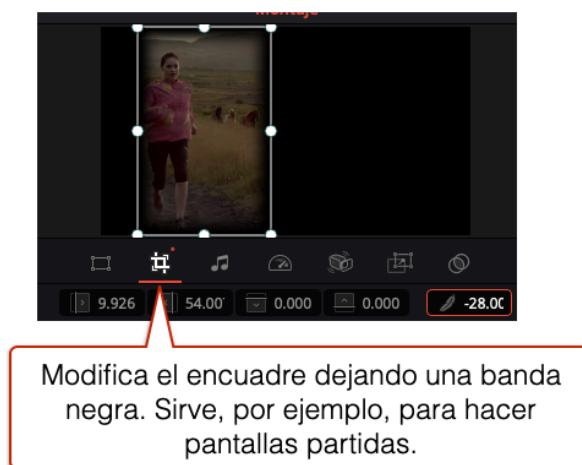 Montaje
9.926 54.00 0.000 0.000 -28.00
Modifica el encuadre dejando una banda
negra. Sirve, por ejemplo, para hacer
pantallas partidas.